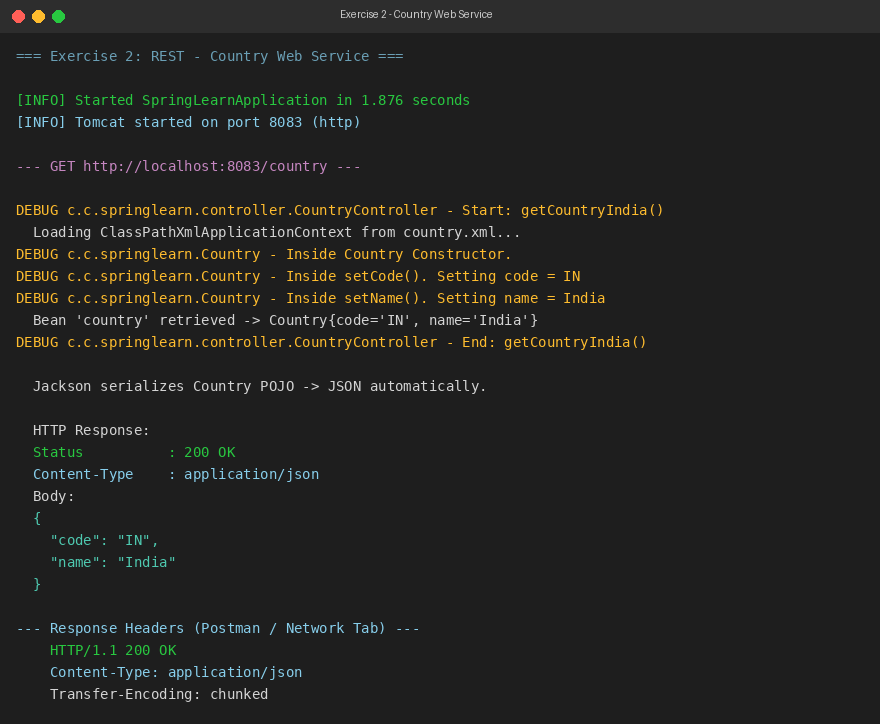 Exercise 2 - Country Web Service
=== Exercise 2: REST - Country Web Service ===
[INFO] Started SpringLearnApplication in 1.876 seconds
[INFO] Tomcat started on port 8083 (http)
--- GET http://localhost:8083/country ---
DEBUG c.c.springlearn.controller.CountryController - Start: getCountryIndia()
Loading ClassPathXmlApplicationContext from country.xml...
DEBUG c.c.springlearn.Country - Inside Country Constructor.
DEBUG c.c.springlearn.Country - Inside setCode(). Setting code = IN
DEBUG c.c.springlearn.Country - Inside setName(). Setting name = India
Bean 'country' retrieved -> Country{code='IN', name='India'}
DEBUG c.c.springlearn.controller.CountryController - End: getCountryIndia()
Jackson serializes Country POJO -> JSON automatically.
HTTP Response:
Status          : 200 OK
Content-Type    : application/json
Body:
{
"code": "IN",
"name": "India"
}
--- Response Headers (Postman / Network Tab) ---
HTTP/1.1 200 OK
Content-Type: application/json
Transfer-Encoding: chunked